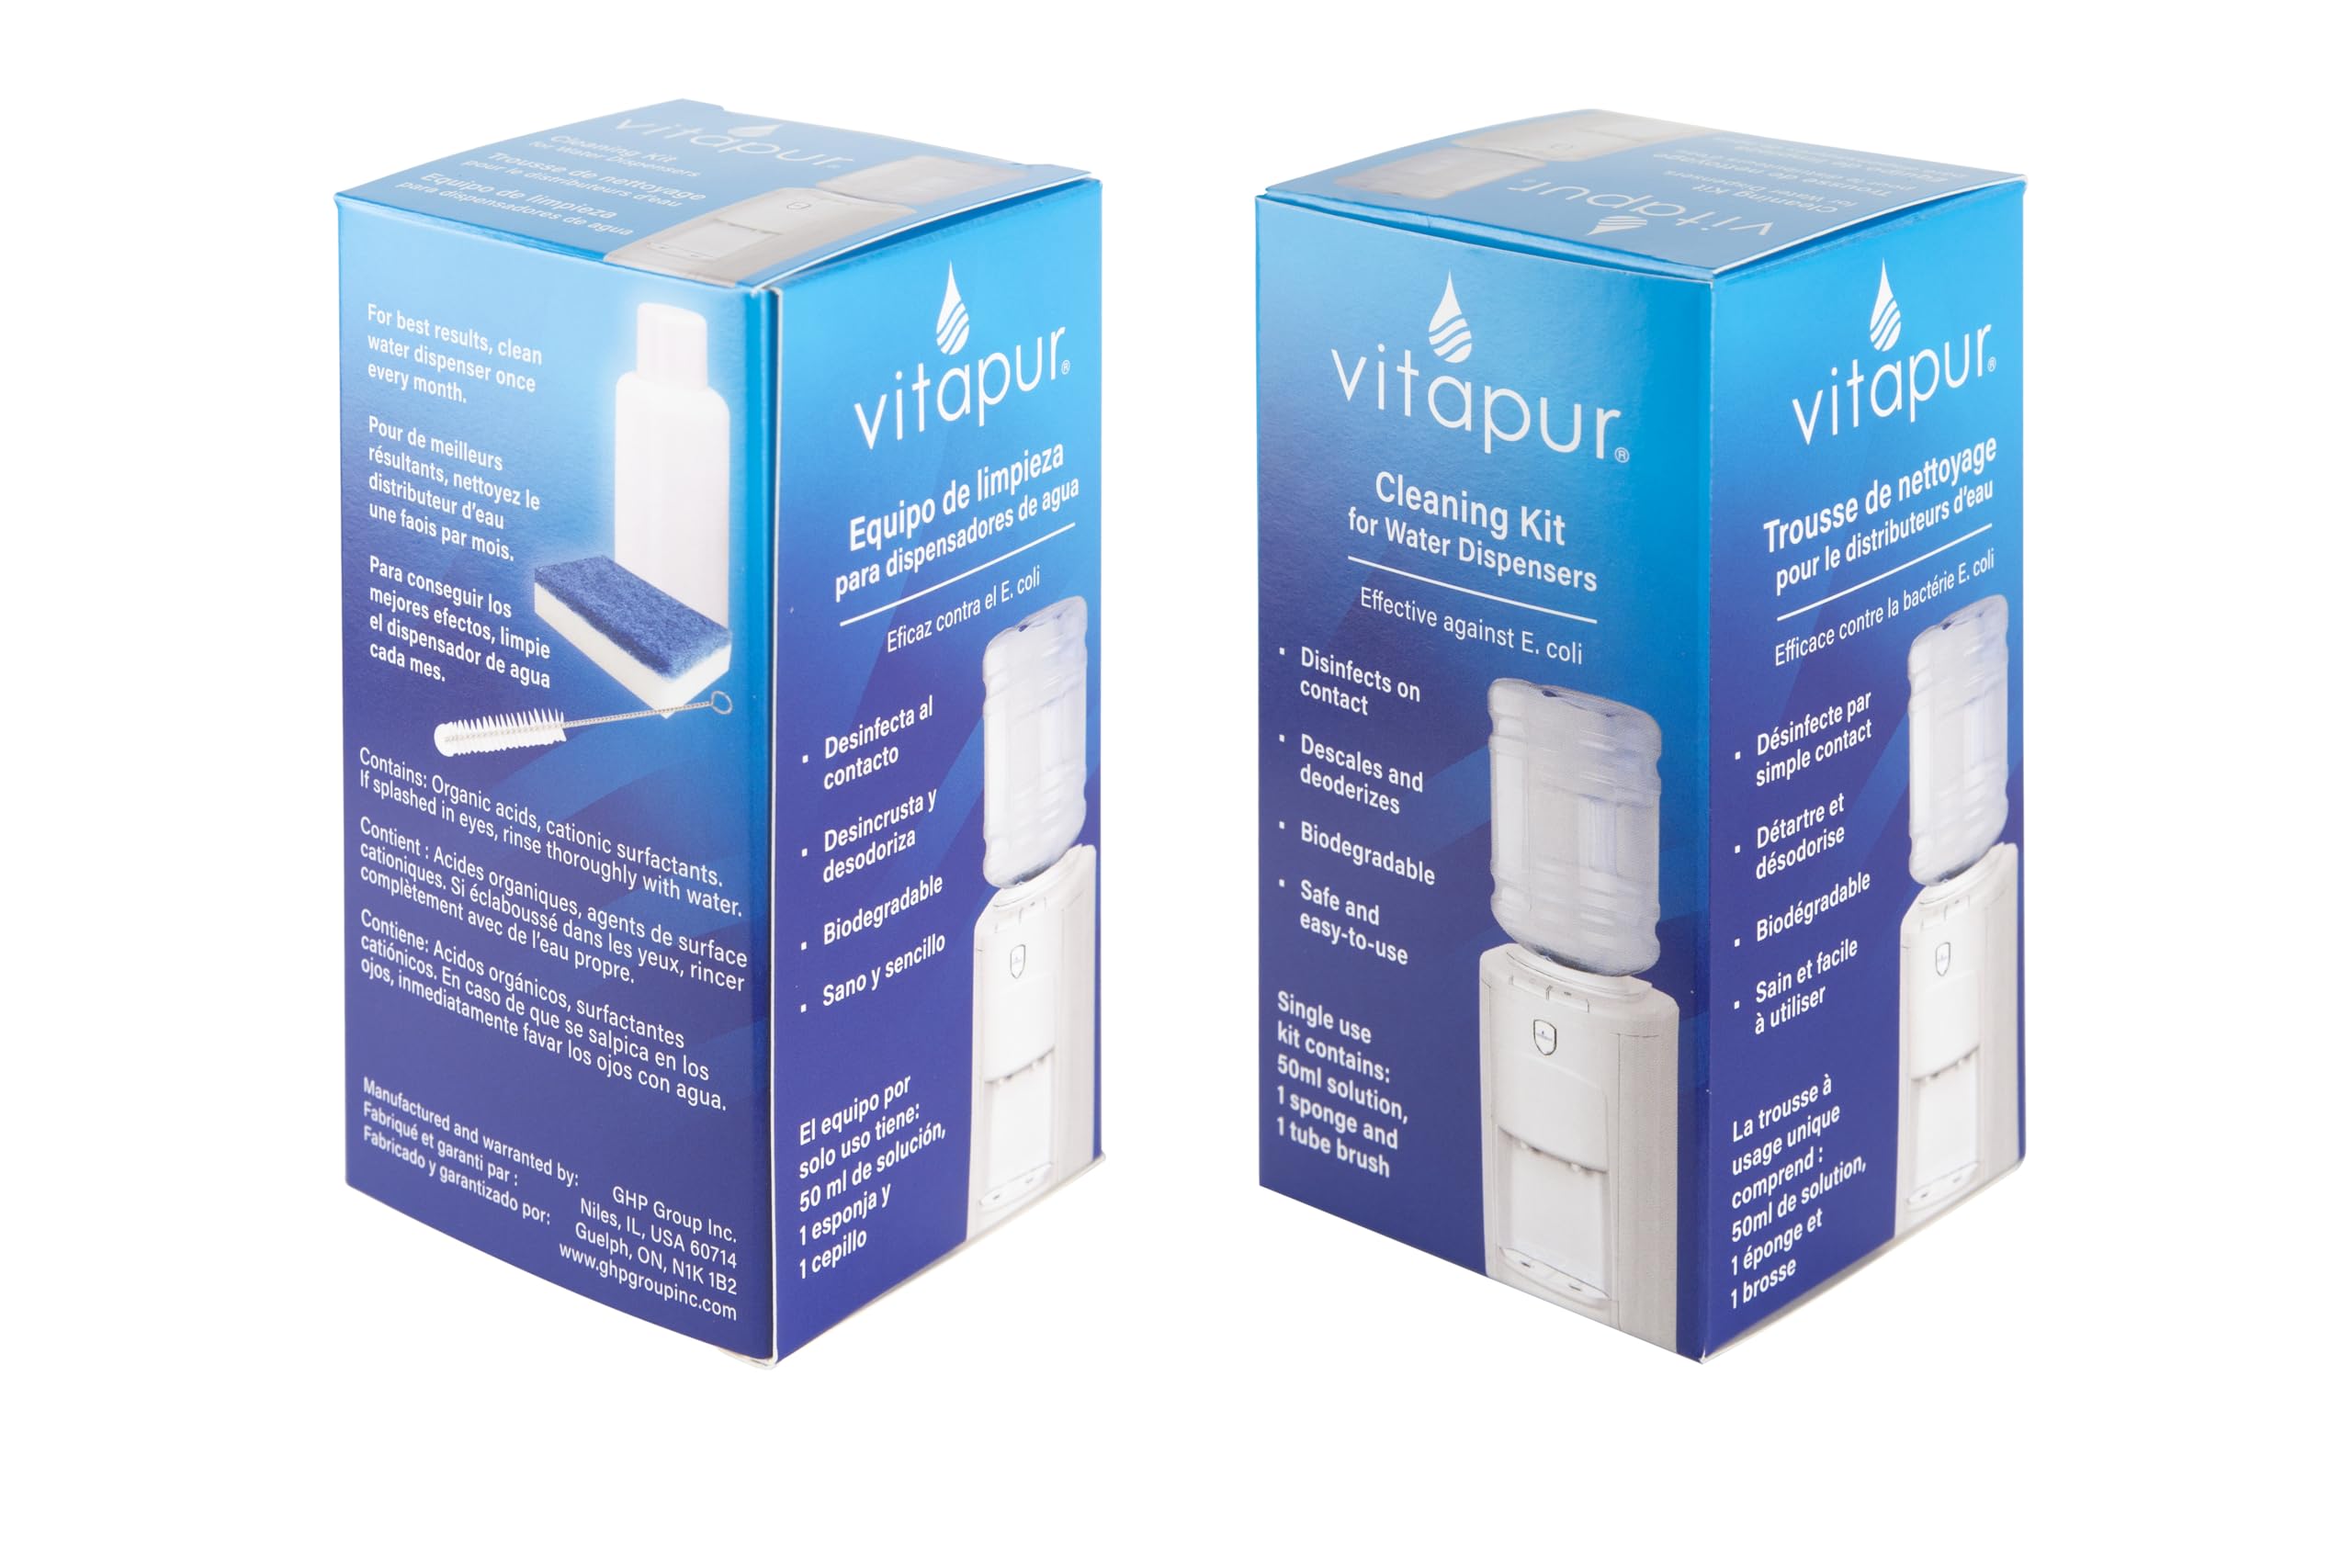 vitapur
Cleaning Kit
for Water Dispensers
Trousse de nettoyage
pour le distributeurs d'eau
Equipo de limpieza
para dispensadores de agua
For best results, clean
water dispenser once
every month.
Pour de meilleurs
résultants, nettoyez le
distributeur d'eau
une faois par mois.
Para conseguir los
mejores efectos, limpie
el dispensador de agua
cada mes.
Contains: Organic acids, cationic surfactants.
If splashed in eyes, rinse thoroughly with water.
Contient : Acides organiques, agents de surface
cationiques. Si éclaboussé dans les yeux, rincer
complètement avec de l'eau propre.
Contiene: Acidos orgánicos, surfactantes
catiónicos. En caso de que se salpica en los
ojos, inmediatamente favar los ojos con agua.
Manufactured and warranted by:
Fabriqué et garanti par :
Fabricado y garantizado por:
GHP Group Inc.
Niles, IL, USA 60714
Guelph, ON, N1K 1B2
www.ghpgroupinc.com
vitapur®
Equipo de limpieza
para dispensadores de agua
Eficaz contra el E. coli
▪ Desinfecta al
contacto
▪ Desincrusta y
desodoriza
▪ Biodegradable
▪ Sano y sencillo
El equipo por
solo uso tiene:
50 ml de solución,
1 esponja y
1 cepillo
vitapur
Cleaning Kit
for Water Dispensers
Trousse de nettoyage
vitapur®
Cleaning Kit
for Water Dispensers
Effective against E. coli
▪ Disinfects on
contact
▪ Descales and
deoderizes
▪ Biodegradable
▪ Safe and
easy-to-use
Single use
kit contains:
50ml solution,
1 sponge and
1 tube brush
vitapur®
Trousse de nettoyage
pour le distributeurs d'eau
Efficace contre la bactérie E. coli
▪ Désinfecte par
simple contact
▪ Détartre et
désodorise
▪ Biodégradable
▪ Sain et facile
à utiliser
La trousse à
usage unique
comprend :
50ml de solution,
1 éponge et
1 brosse